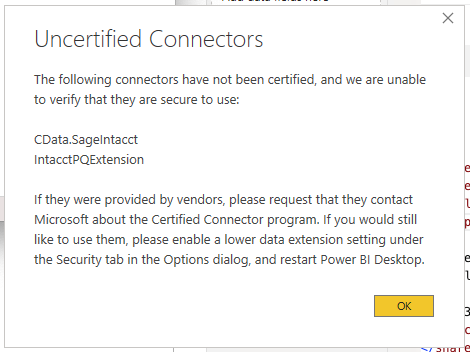 Add data fields here
Uncertified Connectors
The following connectors have not been certified, and we are unable
to verify that they are secure to use:
CData.SageIntacct
IntacctPQExtension
If they were provided by vendors, please request that they contact
Microsoft about the Certified Connector program. If you would still
like to use them, please enable a lower data extension setting under
the Security tab in the Options dialog, and restart Power BI Desktop.
OK